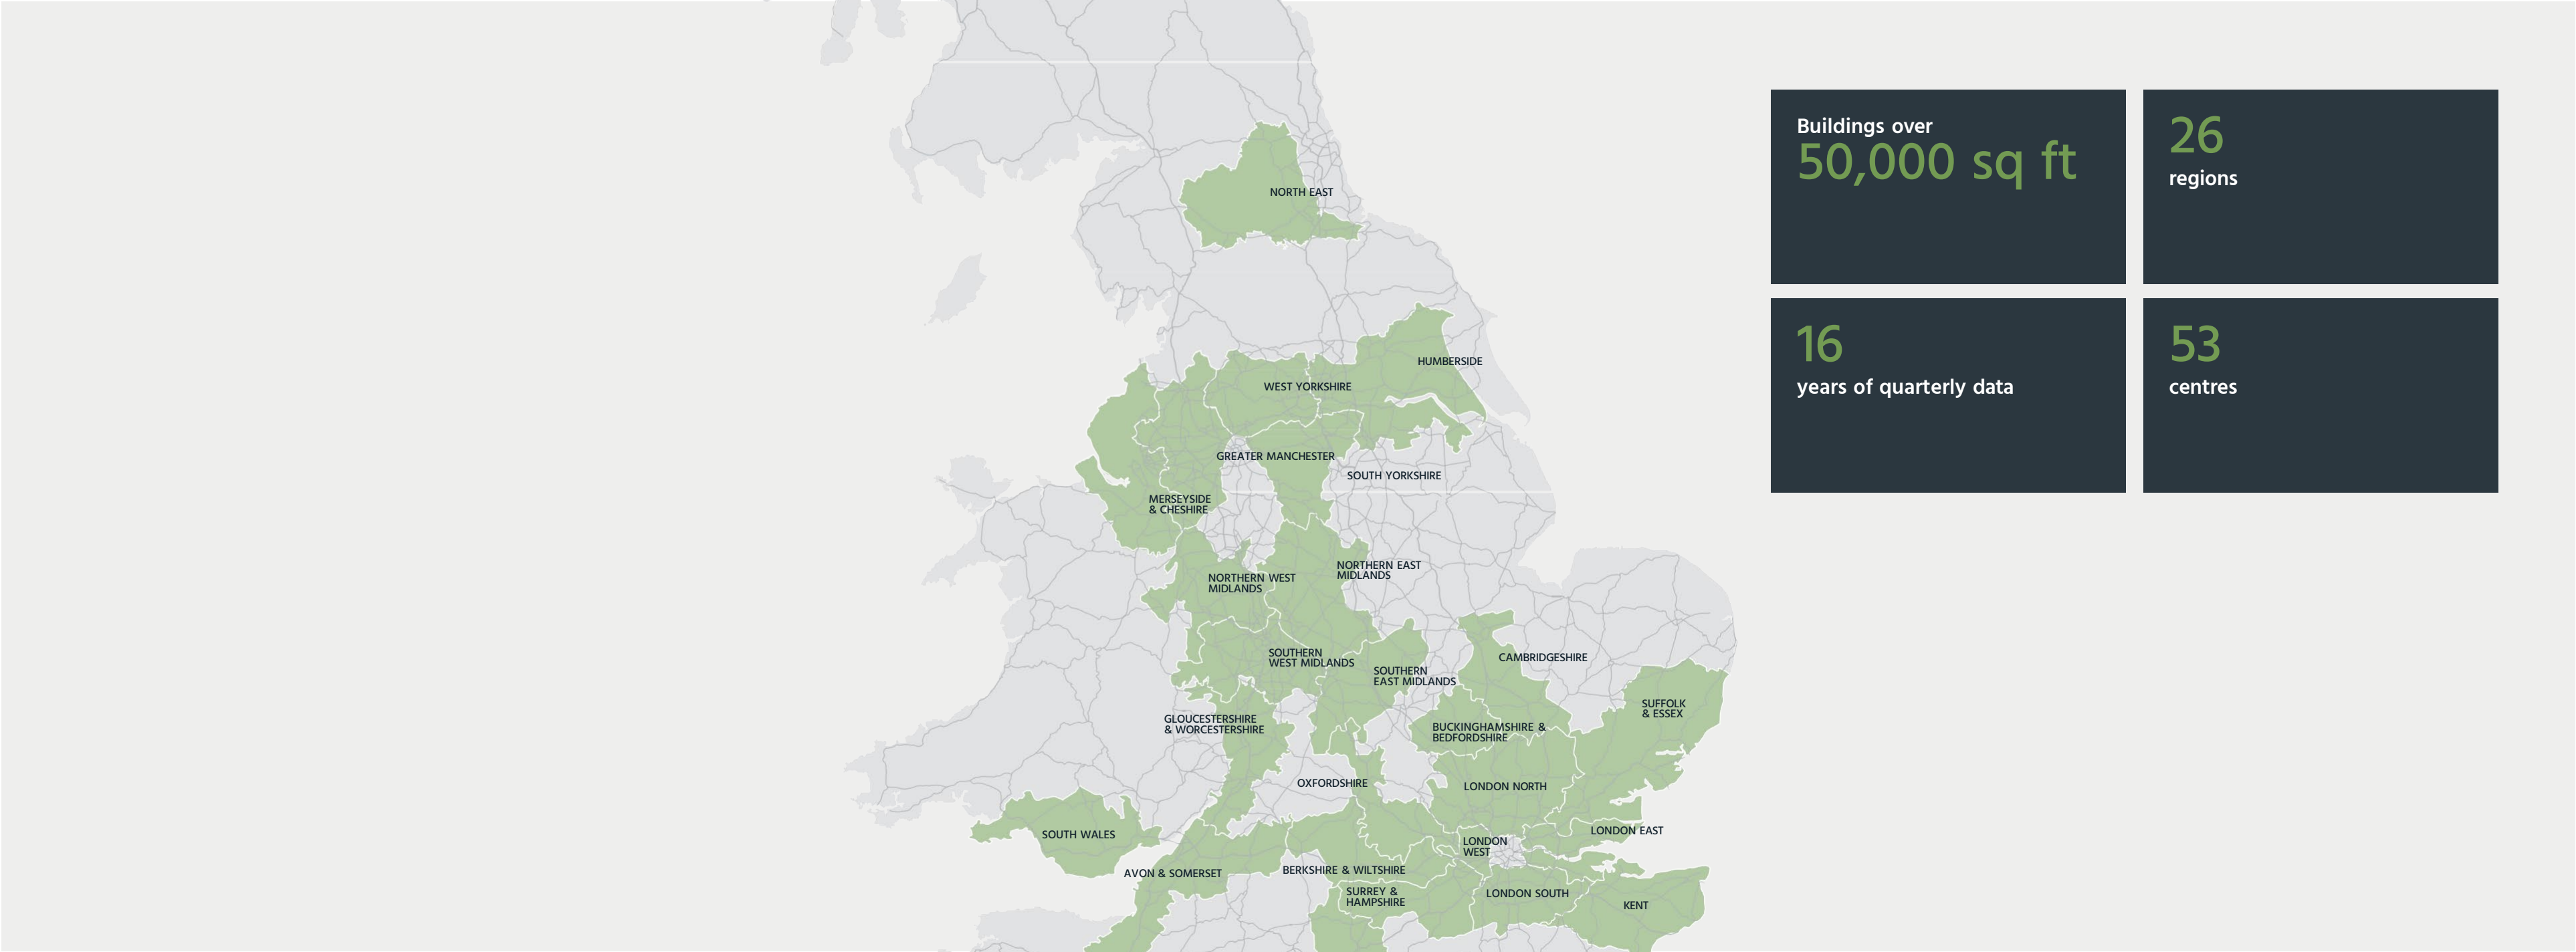 NORTH EAST
HUMBERSIDE
WEST YORKSHIRE
GREATER MANCHESTER
SOUTH YORKSHIRE
MERSEYSIDE
& CHESHIRE
NORTHERN EAST
MIDLANDS
NORTHERN WEST
MIDLANDS
SOUTHERN
WEST MIDLANDS
CAMBRIDGESHIRE
SOUTHERN
EAST MIDLANDS
SUFFOLK
& ESSEX
GLOUCESTERSHIRE
& WORCESTERSHIRE
BUCKINGHAMSHIRE &
BEDFORDSHIRE
OXFORDSHIRE
LONDON NORTH
SOUTH WALES
LONDON EAST
LONDON
WEST
AVON & SOMERSET
BERKSHIRE & WILTSHIRE
SURREY &
HAMPSHIRE
LONDON SOUTH
KENT
Buildings over
50,000 sq ft
26
regions
16
years of quarterly data
53
centres